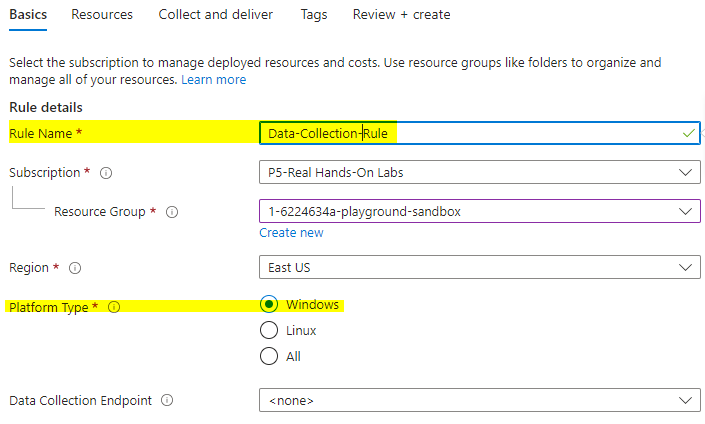 Basics Resources Collect and deliver Tags Review + create
Select the subscription to manage deployed resources and costs. Use resource groups like folders to organize and
manage all of your resources. Learn more
Rule details
Rule Name * Data-Collection-Rule
Subscription * P5-Real Hands-On Labs
Resource Group * 1-6224634a-playground-sandbox
Create new
Region * East US
Platform Type * Windows
Linux
All
Data Collection Endpoint <none>